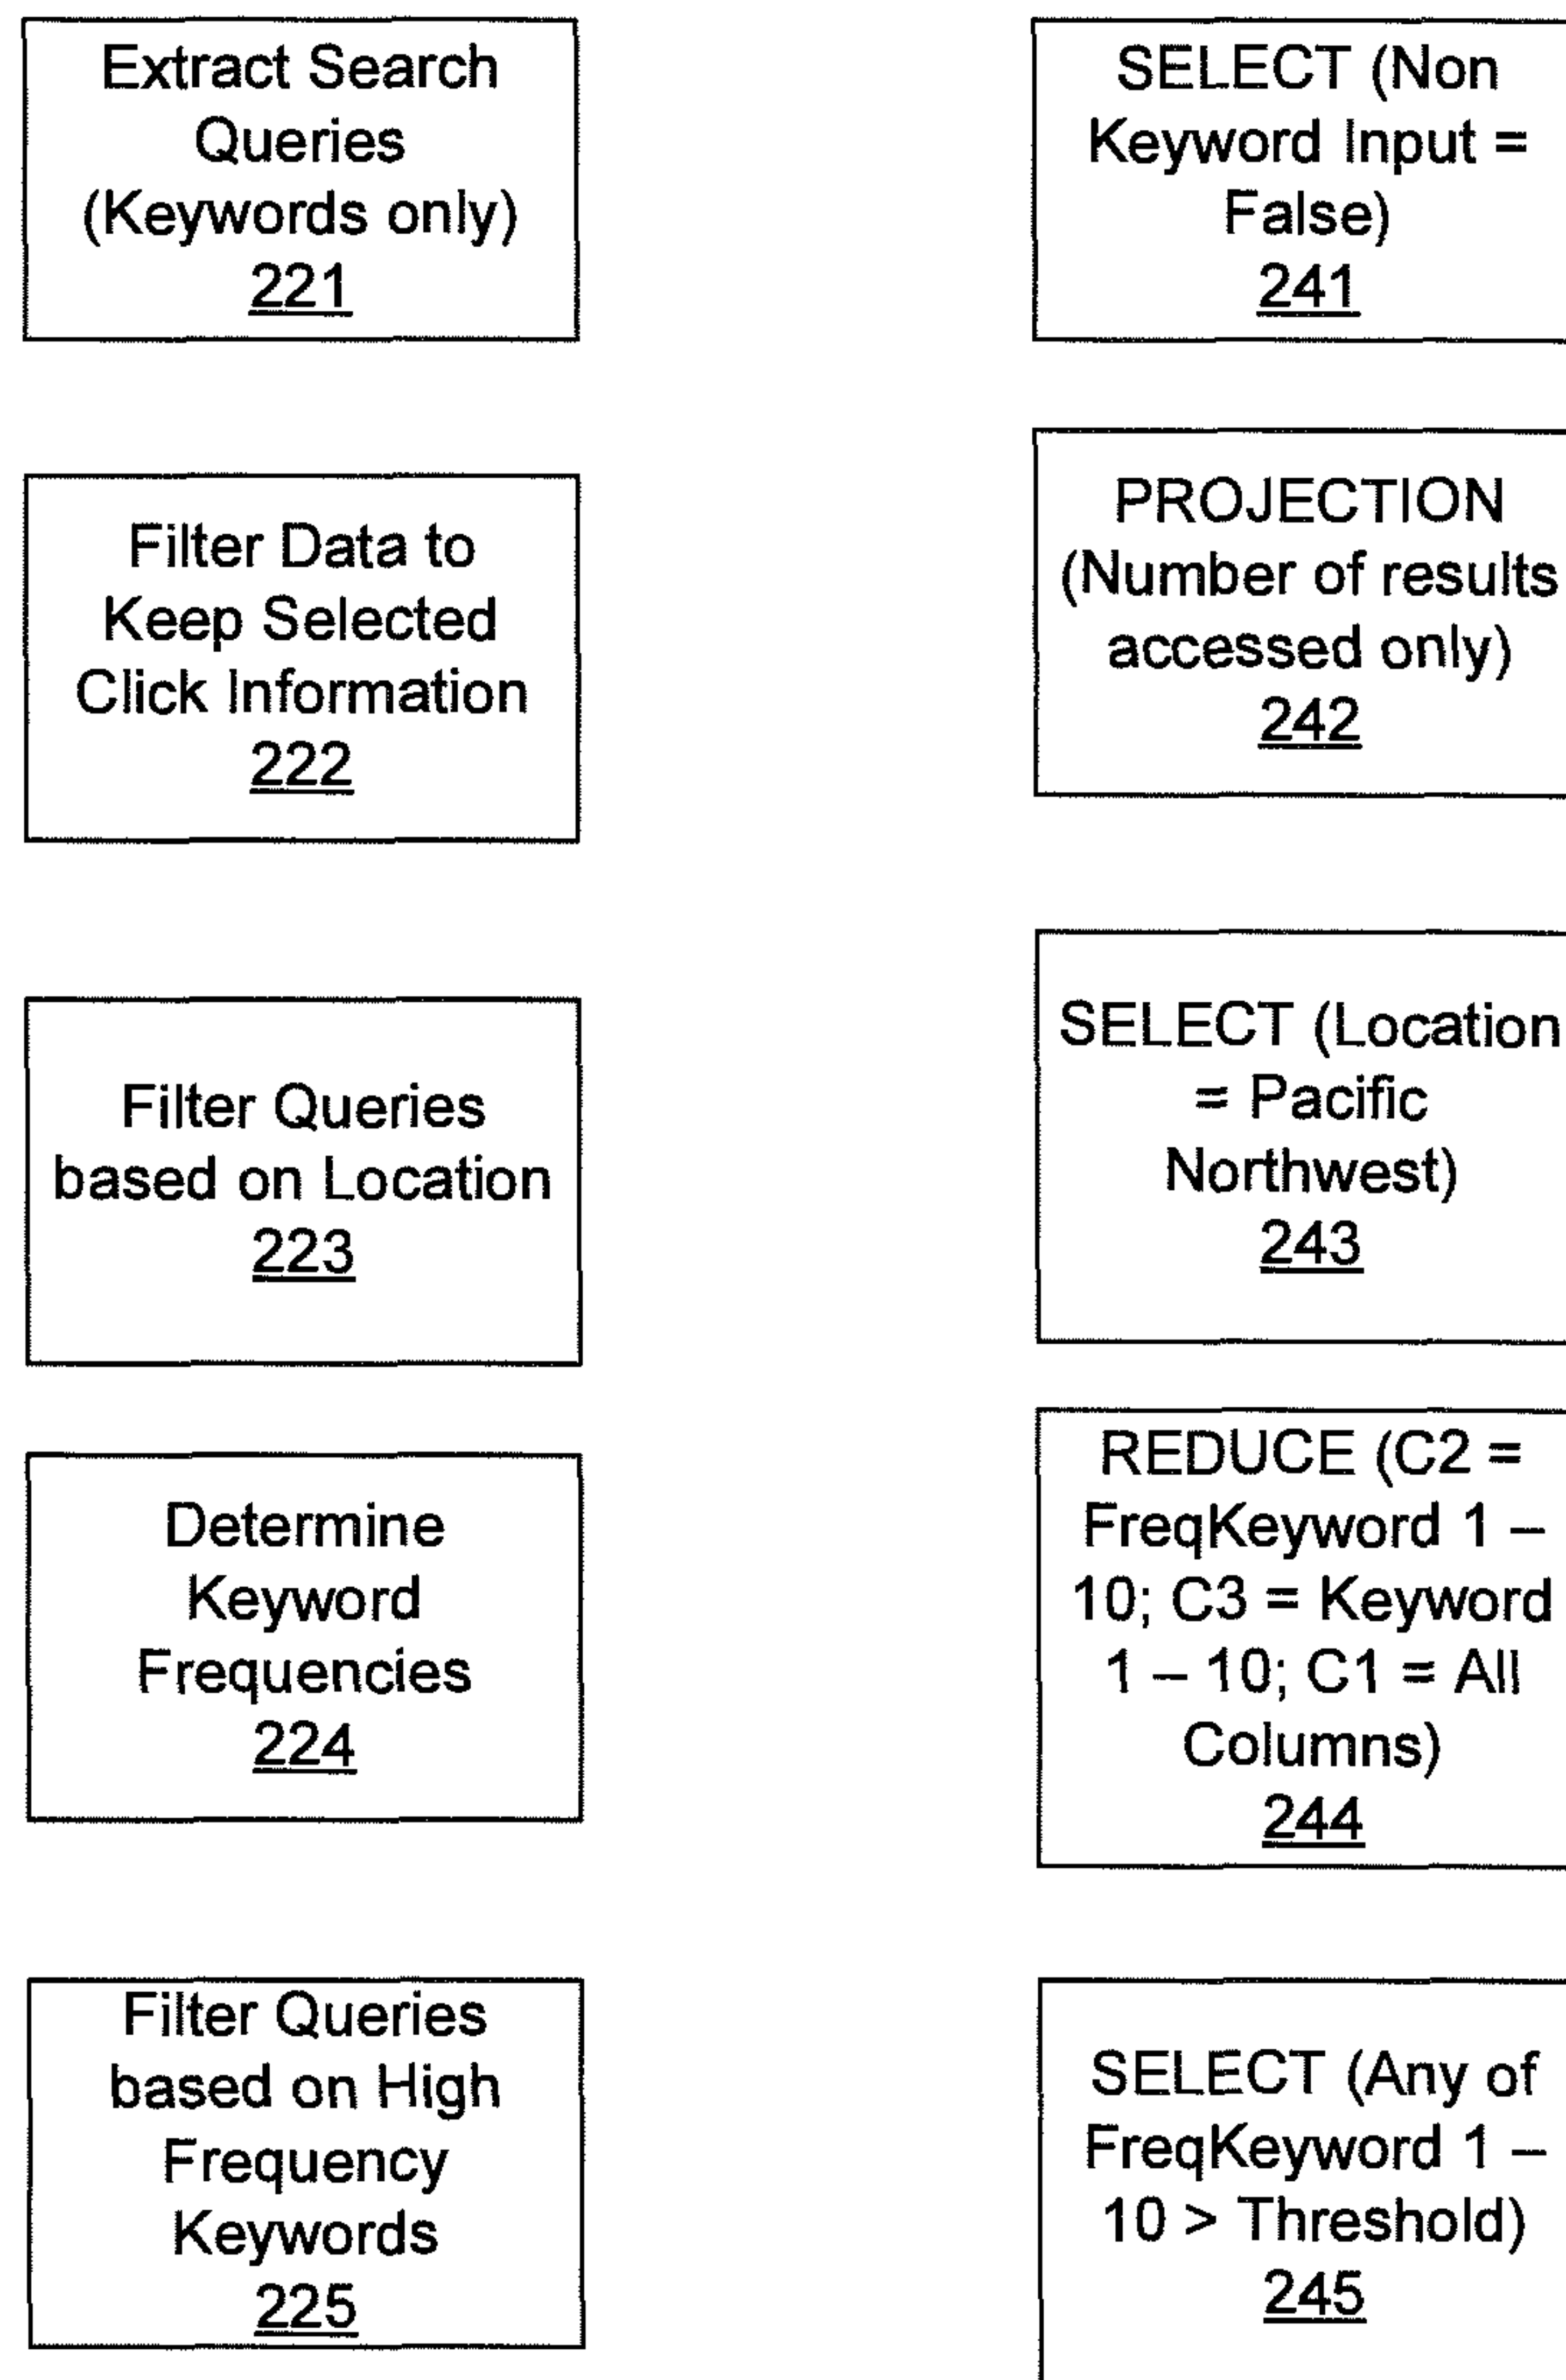 Extract Search
Queries
(Keywords only)
221
SELECT (Non
Keyword Input =
False)
241
Filter Data to
Keep Selected
Click Information
222
PROJECTION
(Number of results
accessed only)
242
Filter Queries
based on Location
223
SELECT (Location
= Pacific
Northwest)
243
Determine
Keyword
Frequencies
224
REDUCE (C2 =
FreqKeyword 1 –
10; C3 = Keyword
1 – 10; C1 = All
Columns)
244
Filter Queries
based on High
Frequency
Keywords
225
SELECT (Any of
FreqKeyword 1 –
10 > Threshold)
245